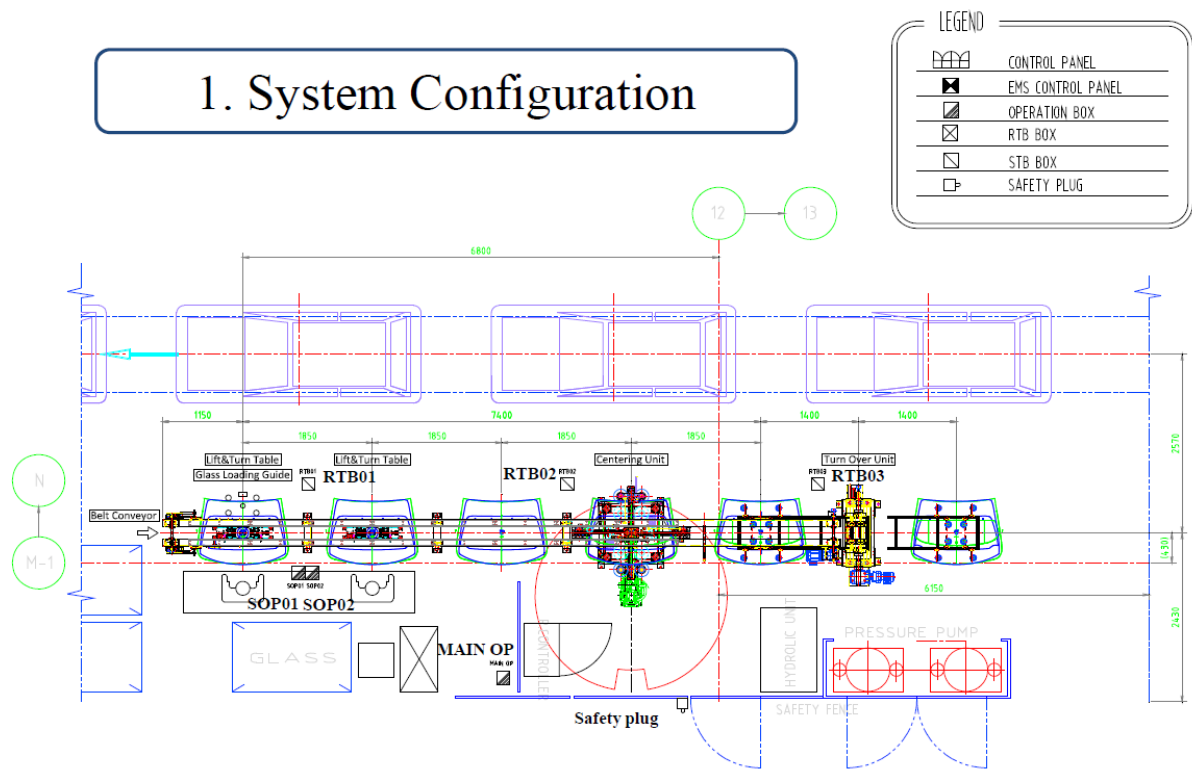 LEGEND
CONTROL PANEL
EMS CONTROL PANEL
OPERATION BOX
RTB BOX
STB BOX
SAFETY PLUG
1. System Configuration
12
13
6800
1150
7400
1400
1400
1850
1850
1850
1850
2570
Lift&Turn Table
Glass Loading Guide
RTB01
RTB01
Lift&Turn Table
RTB02
RTB02
Centering Unit
RTB03
Turn Over Unit
RTB03
N
M-1
Belt Conveyor
(430)
SOP01 SOP02
SOP01 SOP02
6150
2430
GLASS
MAIN OP
MAIN OP
R.CONTROLLER
HYDROLIC UNIT
PRESSURE PUMP
SAFETY FENCE
Safety plug